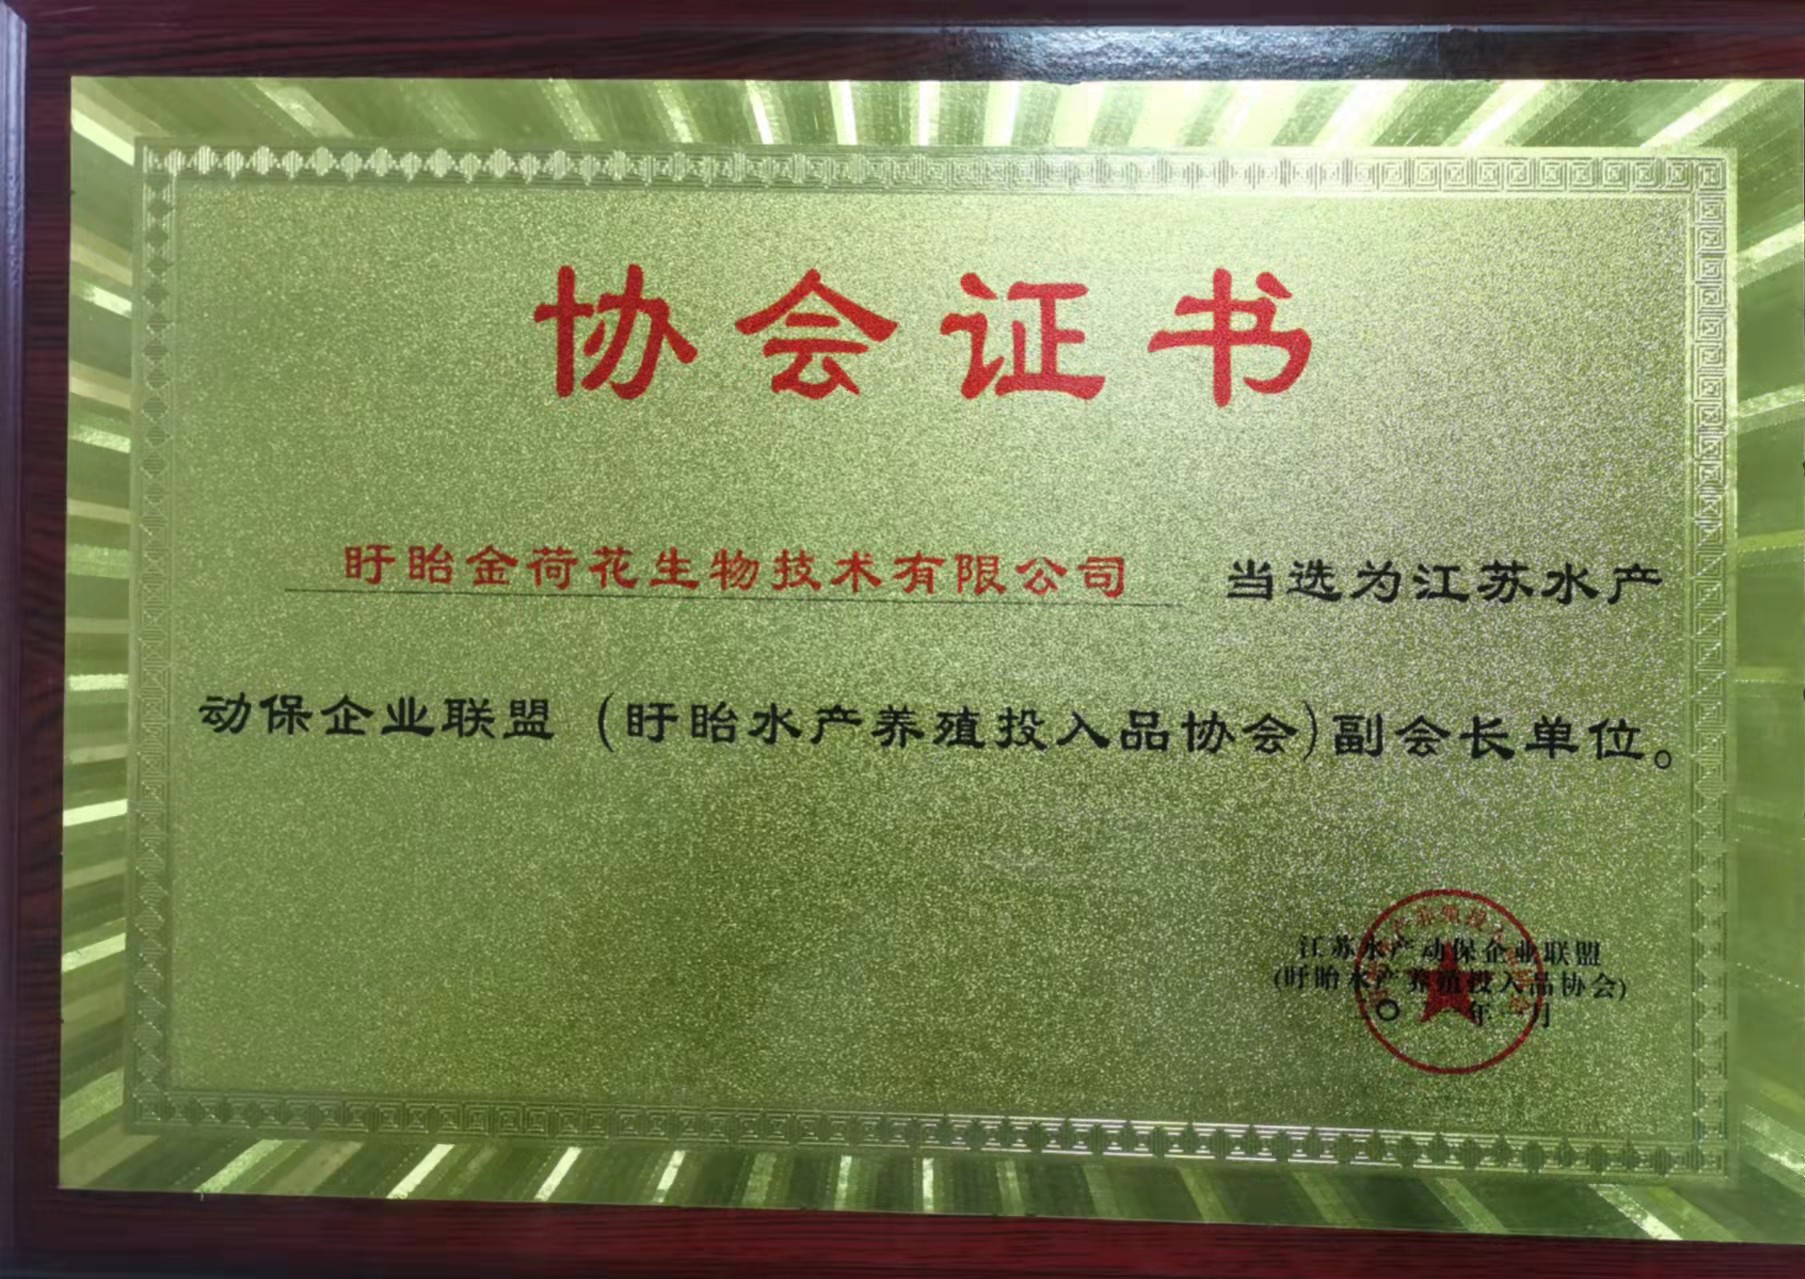 协会证书
盱眙金荷花生物技术有限公司 当选为江苏水产
动保企业联盟（盱眙水产养殖投入品协会)副会长单位。
江苏水产动保企业联盟
(盱眙水产养殖投入品协会)
年 月